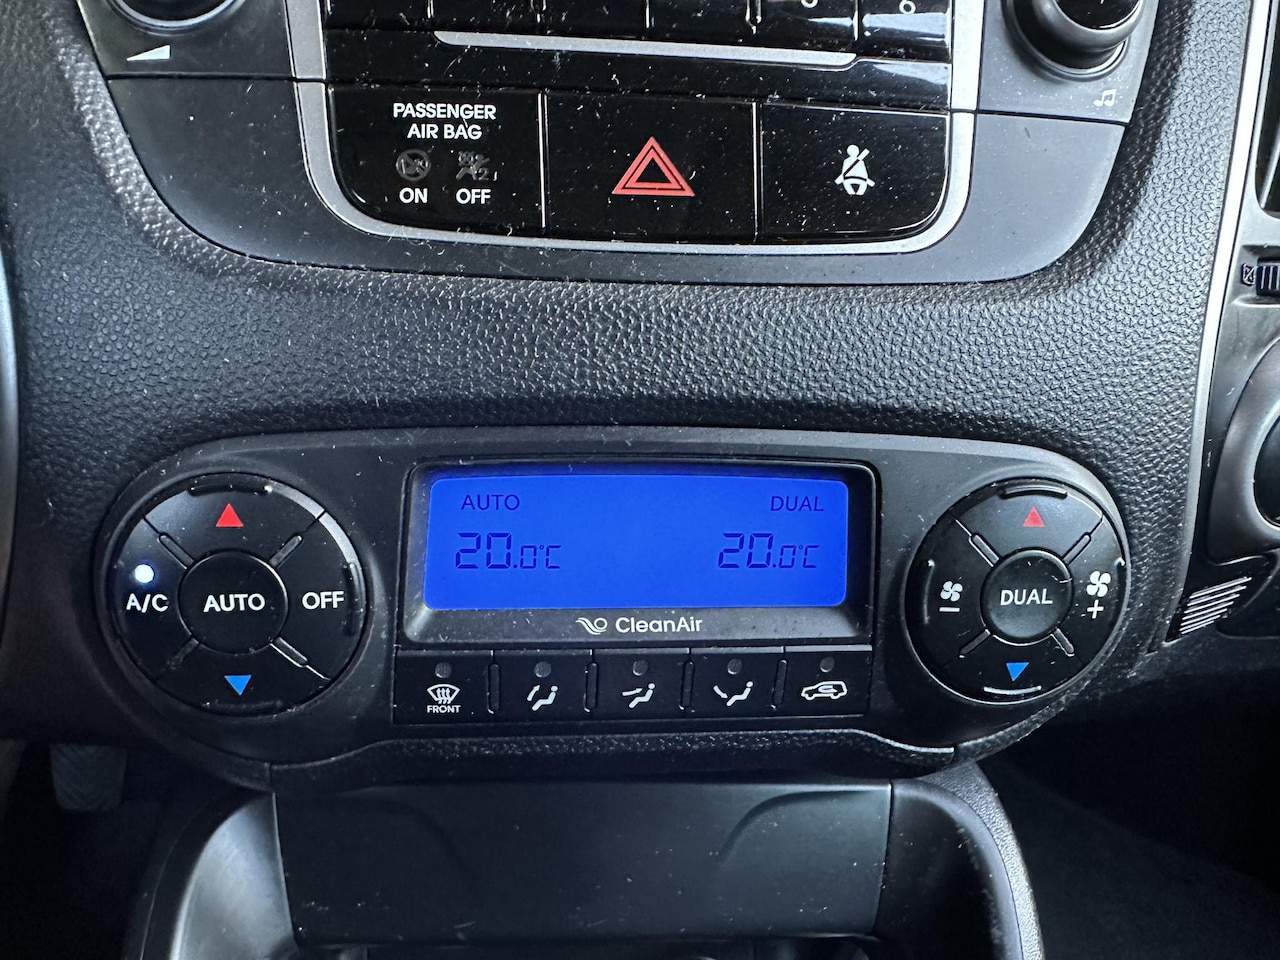 PASSENGER
AIR BAG
ON OFF
AUTO DUAL
20.0°C 20.0°C
A/C AUTO OFF
DUAL
CleanAir
FRONT